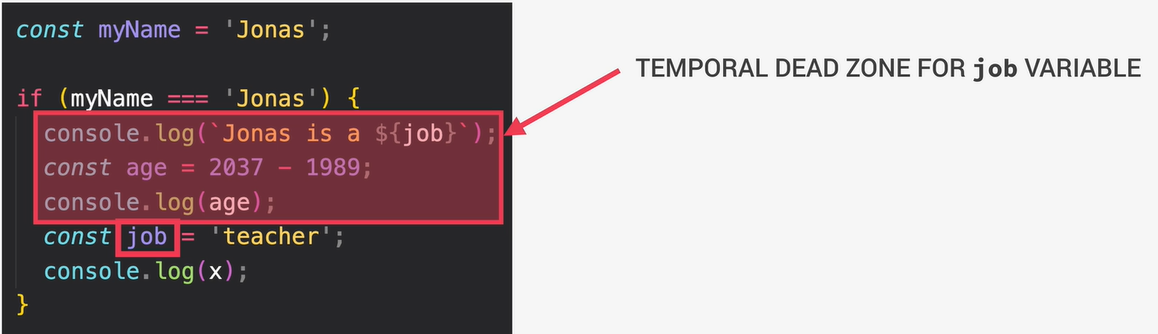 const myName = 'Jonas';
if (myName === 'Jonas') {
console.log(`Jonas is a ${job}`);
const age = 2037 - 1989;
console.log(age);
const job = 'teacher';
console.log(x);
}
TEMPORAL DEAD ZONE FOR job VARIABLE